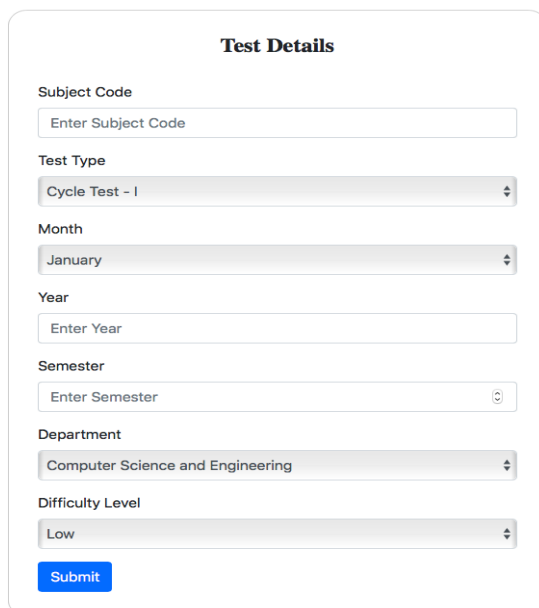 Test Details
Subject Code
Enter Subject Code
Test Type
Cycle Test - I
Month
January
Year
Enter Year
Semester
Enter Semester
Department
Computer Science and Engineering
Difficulty Level
Low
Submit